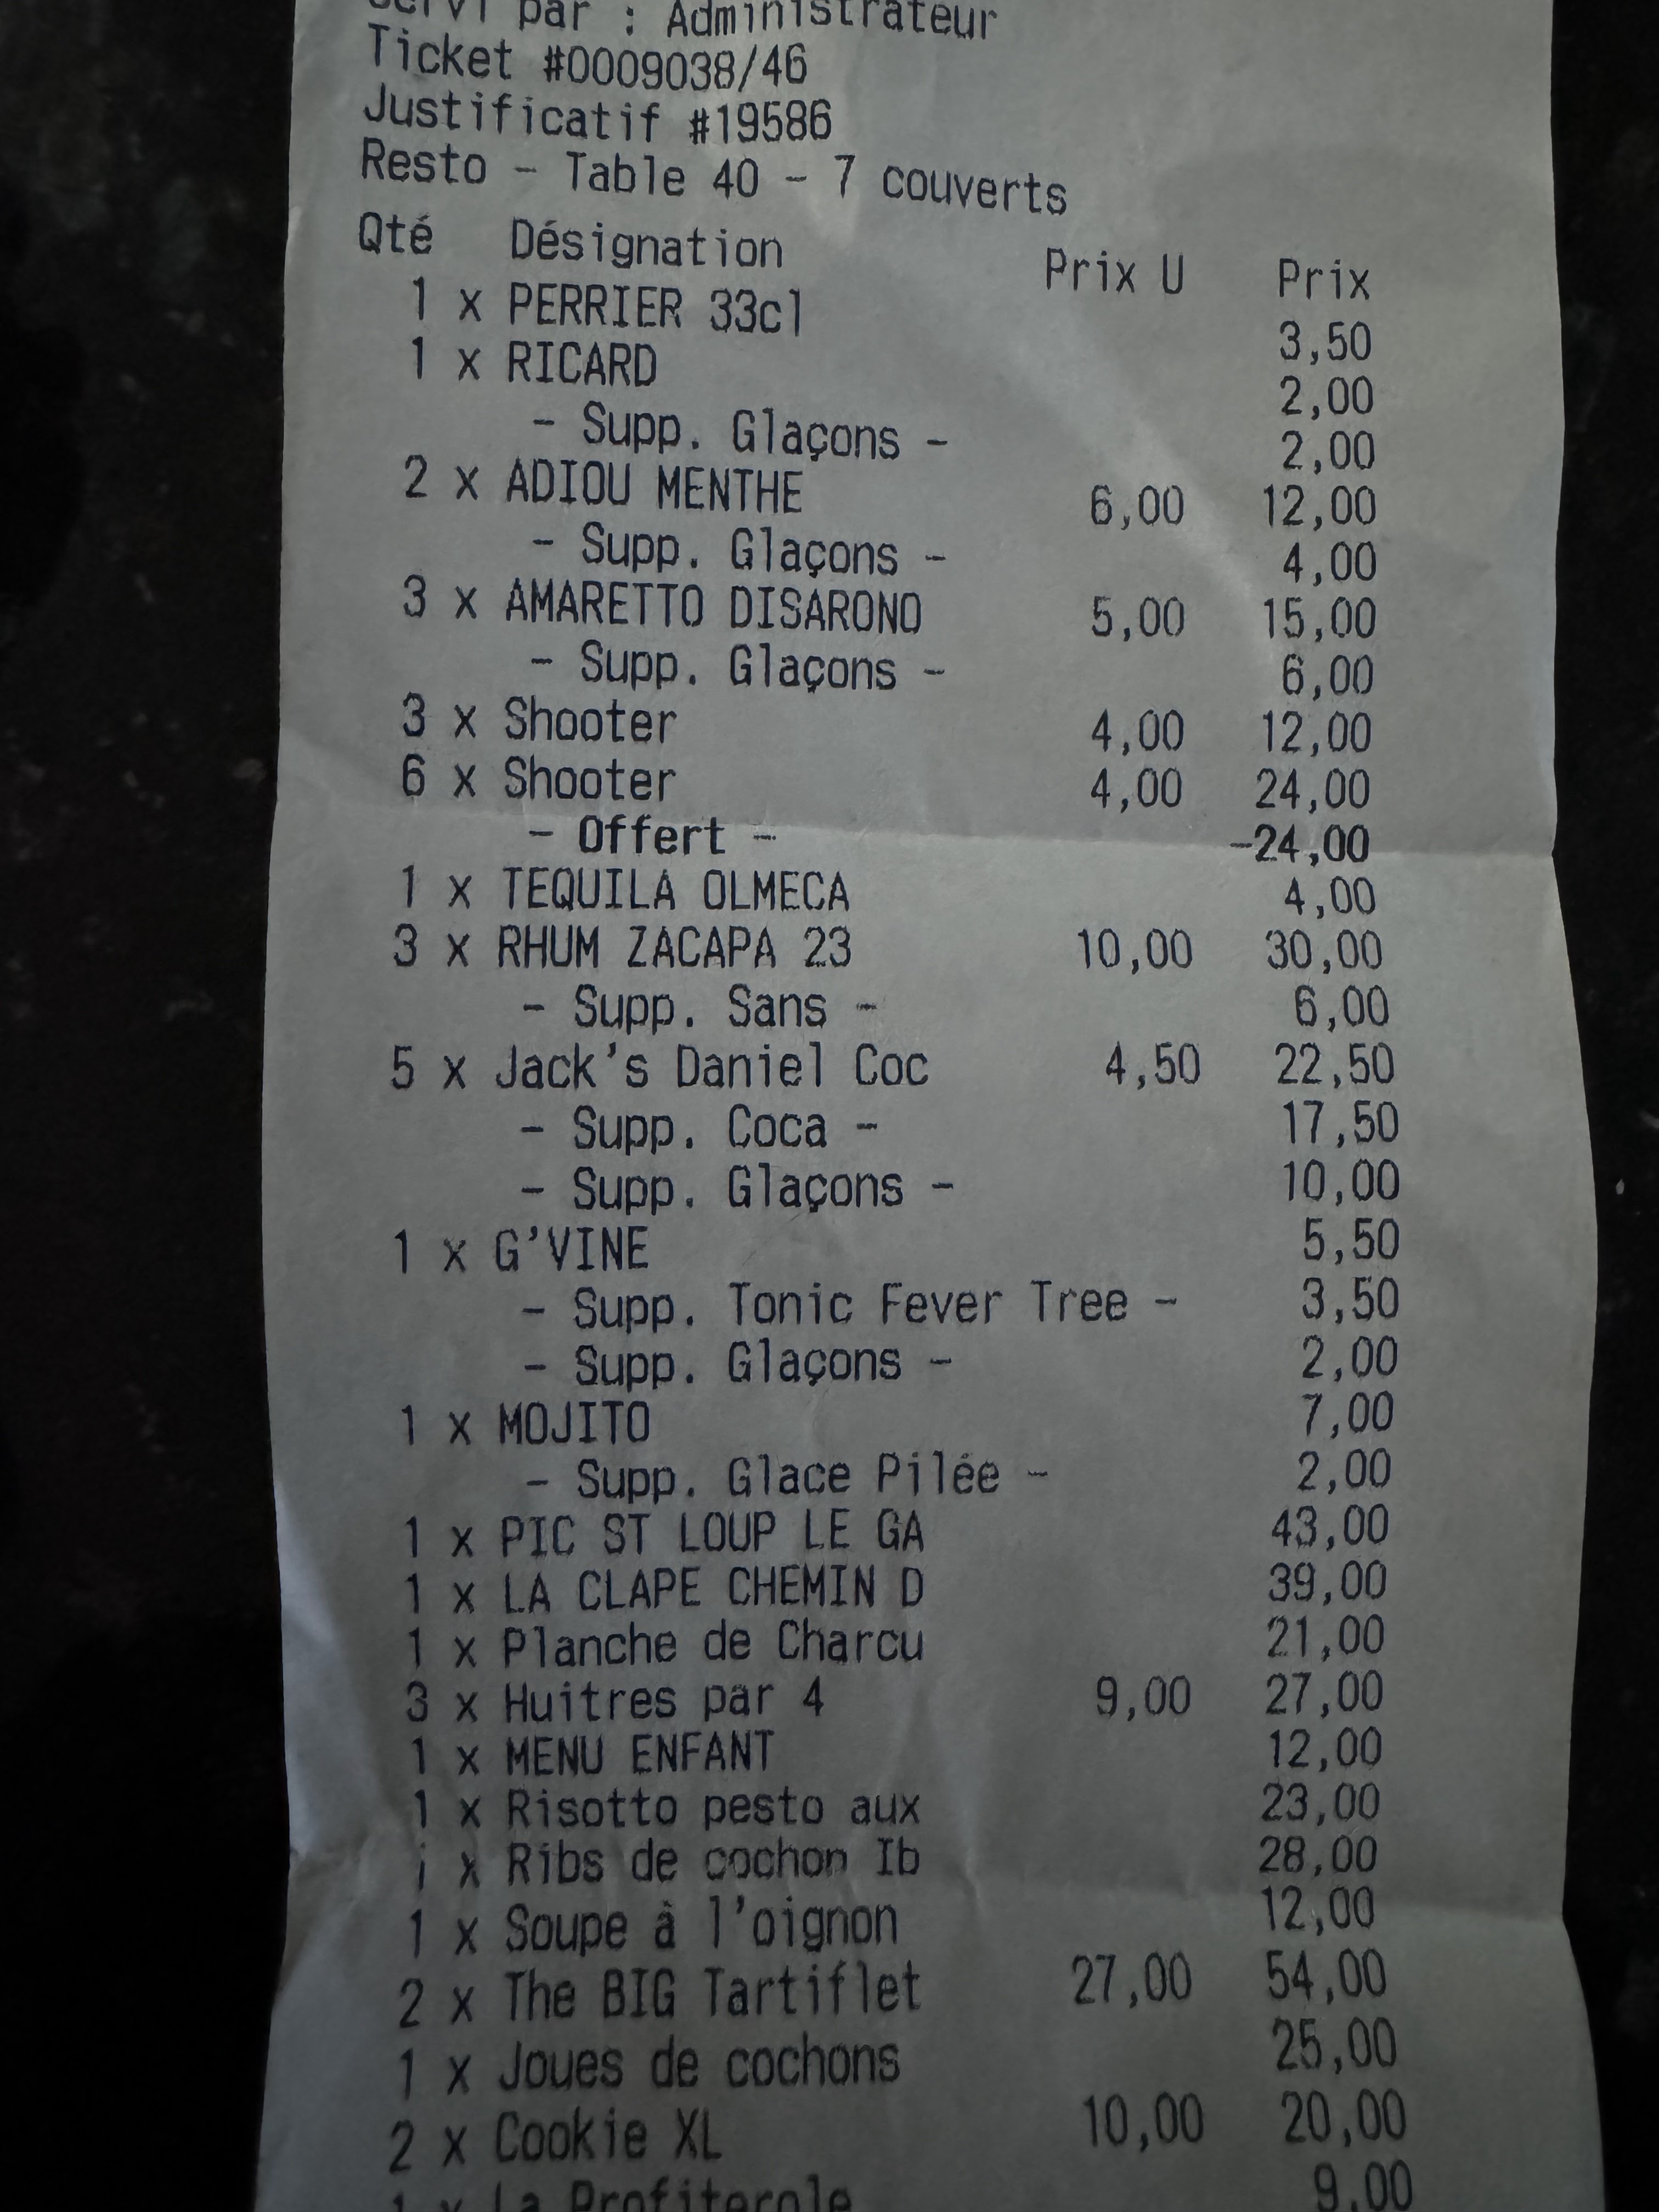 Servi par : Administrateur
Ticket #0009038/46
Justificatif #19586
Resto - Table 40 - 7 couverts
Qté Désignation Prix U Prix
1 x PERRIER 33cl 3,50
1 x RICARD 2,00
- Supp. Glaçons - 2,00
2 x ADIOU MENTHE 6,00 12,00
- Supp. Glaçons - 4,00
3 x AMARETTO DISARONO 5,00 15,00
- Supp. Glaçons - 6,00
3 x Shooter 4,00 12,00
6 x Shooter 4,00 24,00
- Offert - -24,00
1 x TEQUILA OLMECA 4,00
3 x RHUM ZACAPA 23 10,00 30,00
- Supp. Sans - 6,00
5 x Jack's Daniel Coc 4,50 22,50
- Supp. Coca - 17,50
- Supp. Glaçons - 10,00
1 x G'VINE 5,50
- Supp. Tonic Fever Tree - 3,50
- Supp. Glaçons - 2,00
1 x MOJITO 7,00
- Supp. Glace Pilée - 2,00
1 x PIC ST LOUP LE GA 43,00
1 x LA CLAPE CHEMIN D 39,00
1 x Planche de Charcu 21,00
3 x Huitres par 4 9,00 27,00
1 x MENU ENFANT 12,00
1 x Risotto pesto aux 23,00
1 x Ribs de cochon Ib 28,00
1 x Soupe à l'oignon 12,00
2 x The BIG Tartiflet 27,00 54,00
1 x Joues de cochons 25,00
2 x Cookie XL 10,00 20,00
1 x La Profiterole 9,00